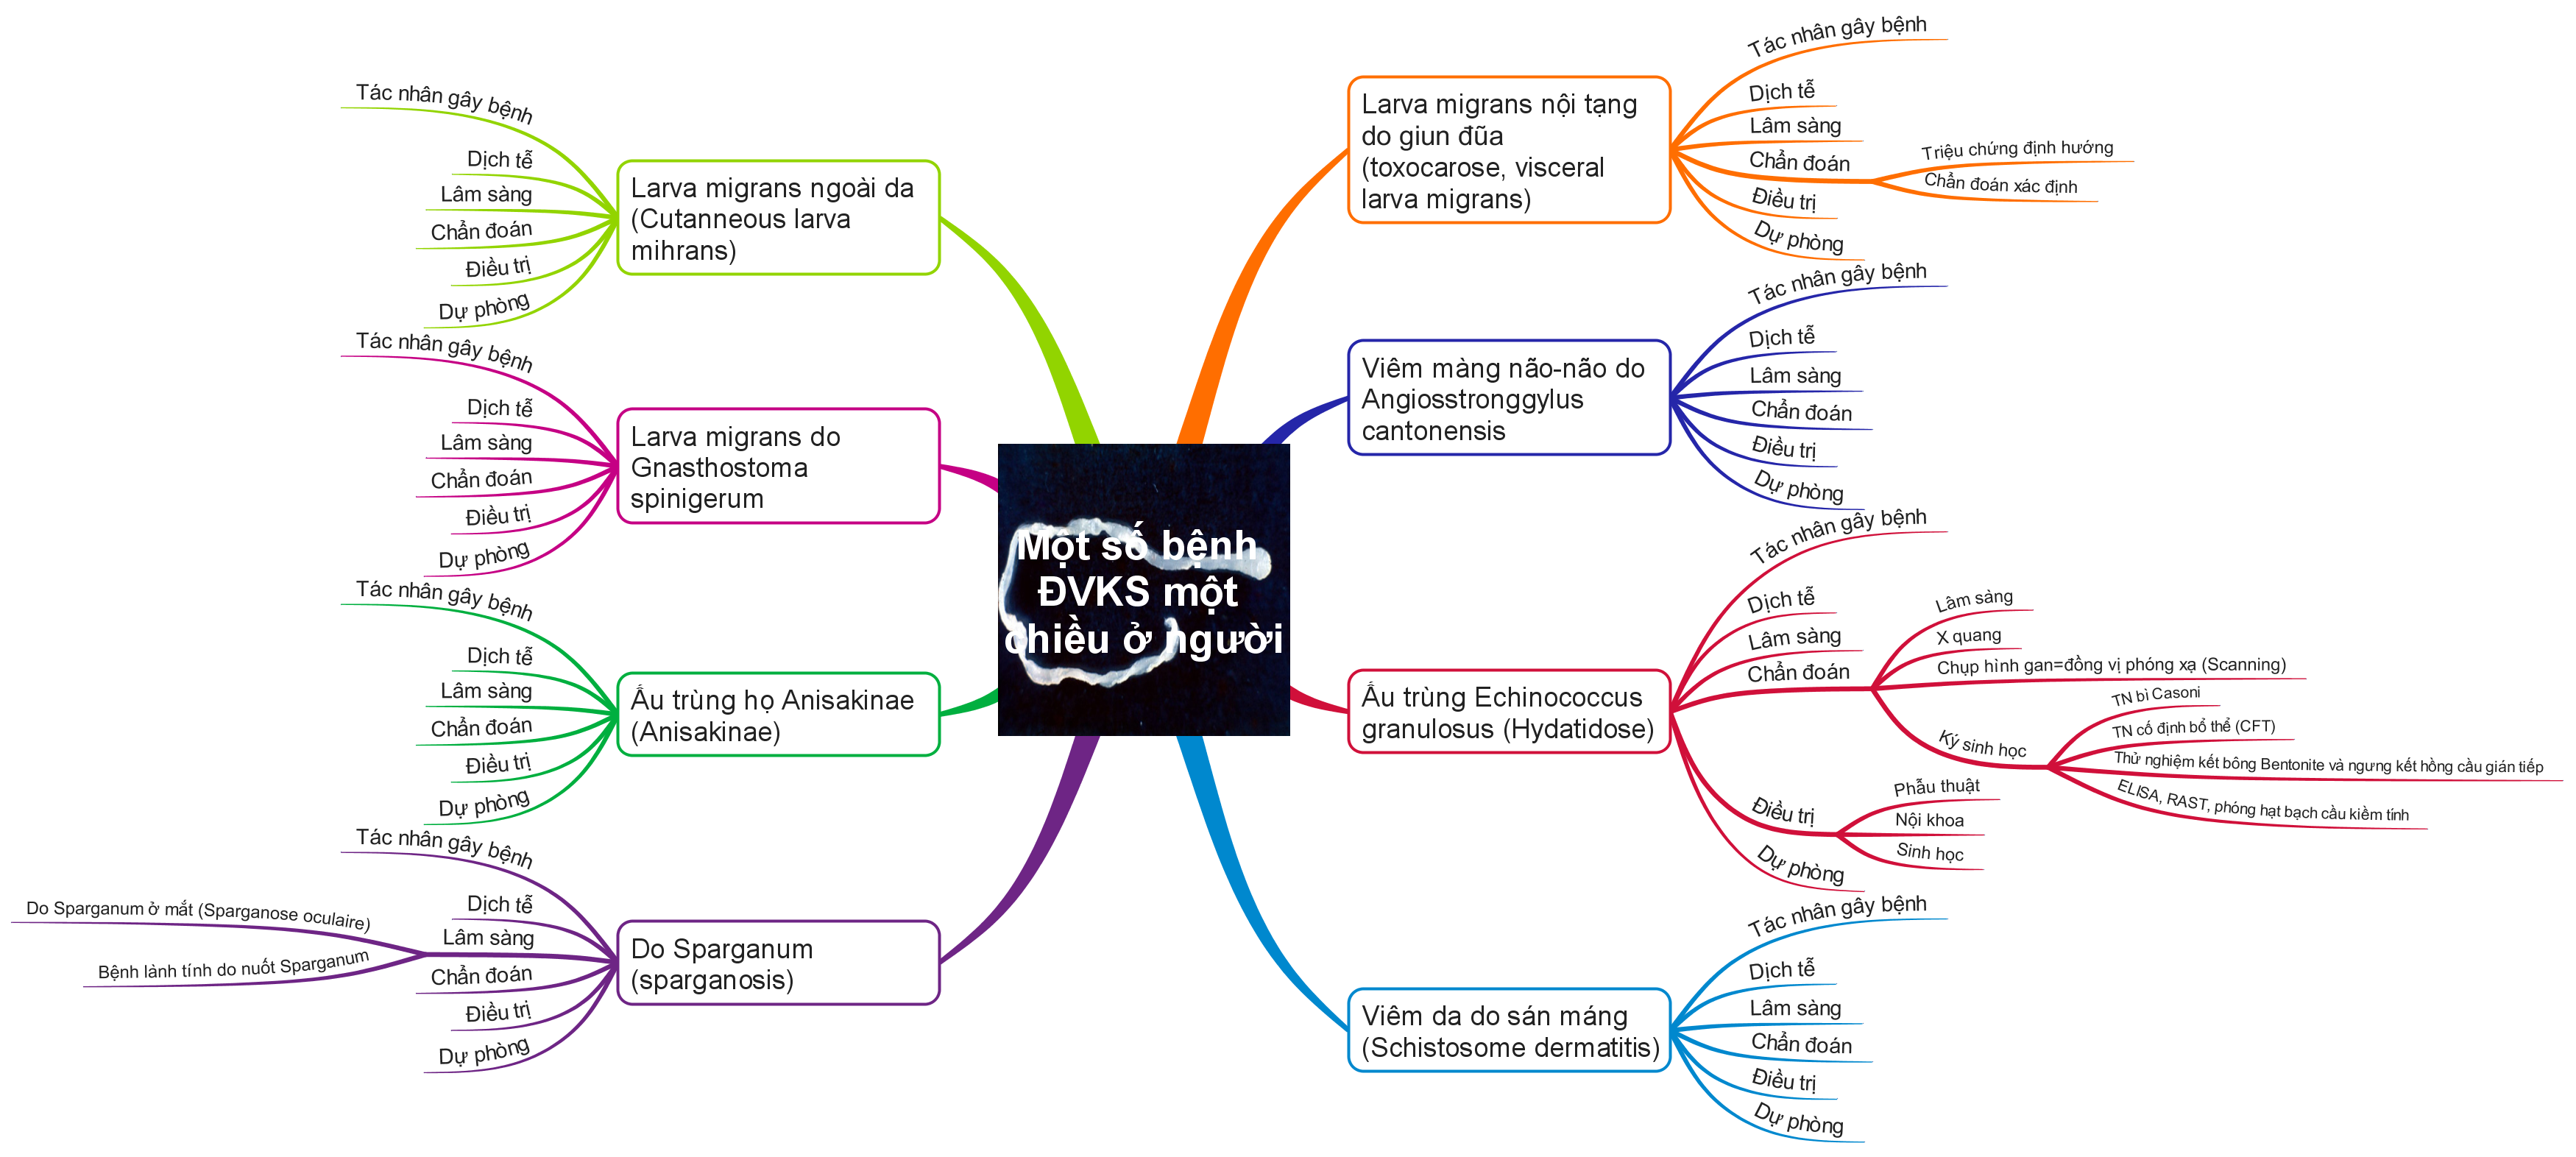 Một số bệnh
ĐVKS một
chiều ở người
Larva migrans nội tạng
do giun đũa
(toxocarose, visceral
larva migrans)
Tác nhân gây bệnh
Dịch tễ
Lâm sàng
Chẩn đoán
Triệu chứng định hướng
Chẩn đoán xác định
Điều trị
Dự phòng
Viêm màng não-não do
Angiosstronggylus
cantonensis
Tác nhân gây bệnh
Dịch tễ
Lâm sàng
Chẩn đoán
Điều trị
Dự phòng
Ấu trùng Echinococcus
granulosus (Hydatidose)
Tác nhân gây bệnh
Dịch tễ
Lâm sàng
Chẩn đoán
Lâm sàng
X quang
Chụp hình gan=đồng vị phóng xạ (Scanning)
Ký sinh học
TN bì Casoni
TN cố định bổ thể (CFT)
Thử nghiệm kết bông Bentonite và ngưng kết hồng cầu gián tiếp
ELISA, RAST, phóng hạt bạch cầu kiềm tính
Điều trị
Phẫu thuật
Nội khoa
Sinh học
Dự phòng
Viêm da do sán máng
(Schistosome dermatitis)
Tác nhân gây bệnh
Dịch tễ
Lâm sàng
Chẩn đoán
Điều trị
Dự phòng
Larva migrans ngoài da
(Cutanneous larva
mihrans)
Tác nhân gây bệnh
Dịch tễ
Lâm sàng
Chẩn đoán
Điều trị
Dự phòng
Larva migrans do
Gnasthostoma
spinigerum
Tác nhân gây bệnh
Dịch tễ
Lâm sàng
Chẩn đoán
Điều trị
Dự phòng
Ấu trùng họ Anisakinae
(Anisakinae)
Tác nhân gây bệnh
Dịch tễ
Lâm sàng
Chẩn đoán
Điều trị
Dự phòng
Do Sparganum
(sparganosis)
Tác nhân gây bệnh
Dịch tễ
Lâm sàng
Do Sparganum ở mắt (Sparganose oculaire)
Bệnh lành tính do nuốt Sparganum
Chẩn đoán
Điều trị
Dự phòng